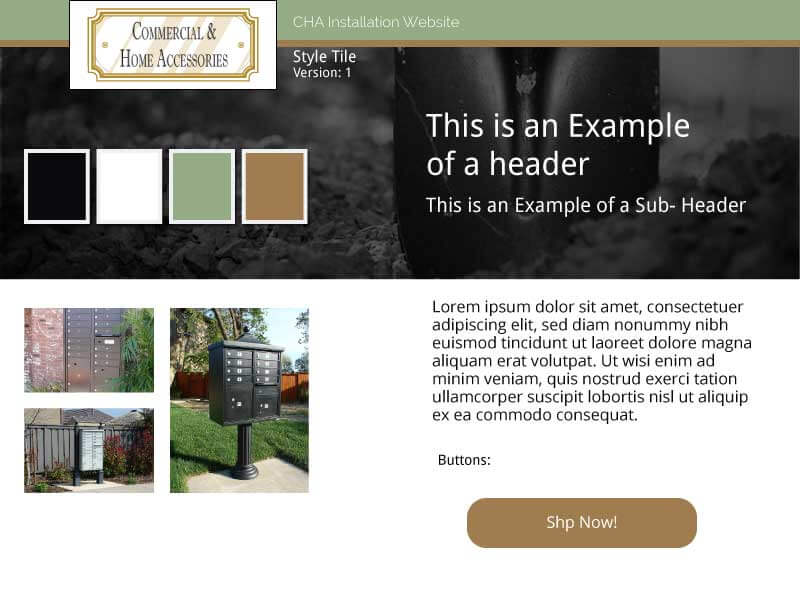 Commercial &
Home Accessories
CHA Installation Website
Style Tile
Version: 1
This is an Example
of a header
This is an Example of a Sub- Header
Lorem ipsum dolor sit amet, consectetuer
adipiscing elit, sed diam nonummy nibh
euismod tincidunt ut laoreet dolore magna
aliquam erat volutpat. Ut wisi enim ad
minim veniam, quis nostrud exerci tation
ullamcorper suscipit lobortis nisl ut aliquip
ex ea commodo consequat.
Buttons:
Shp Now!